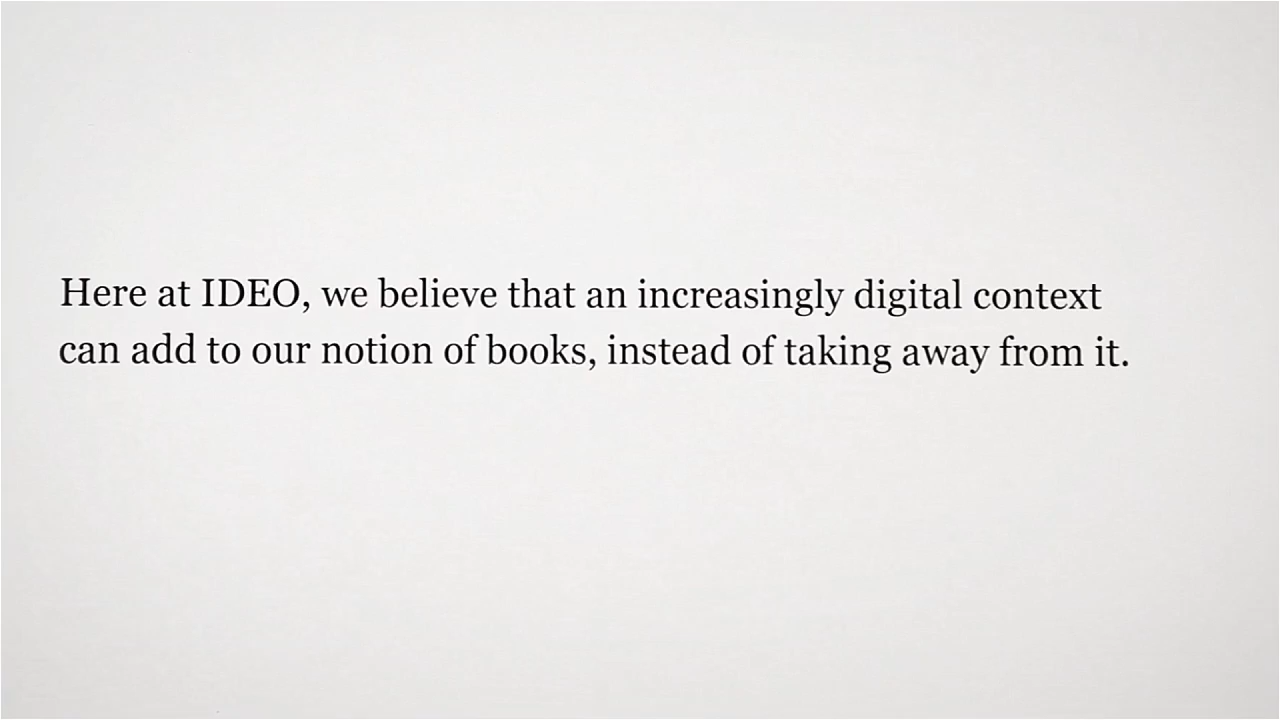 Here at IDEO, we believe that an increasingly digital context
can add to our notion of books, instead of taking away from it.